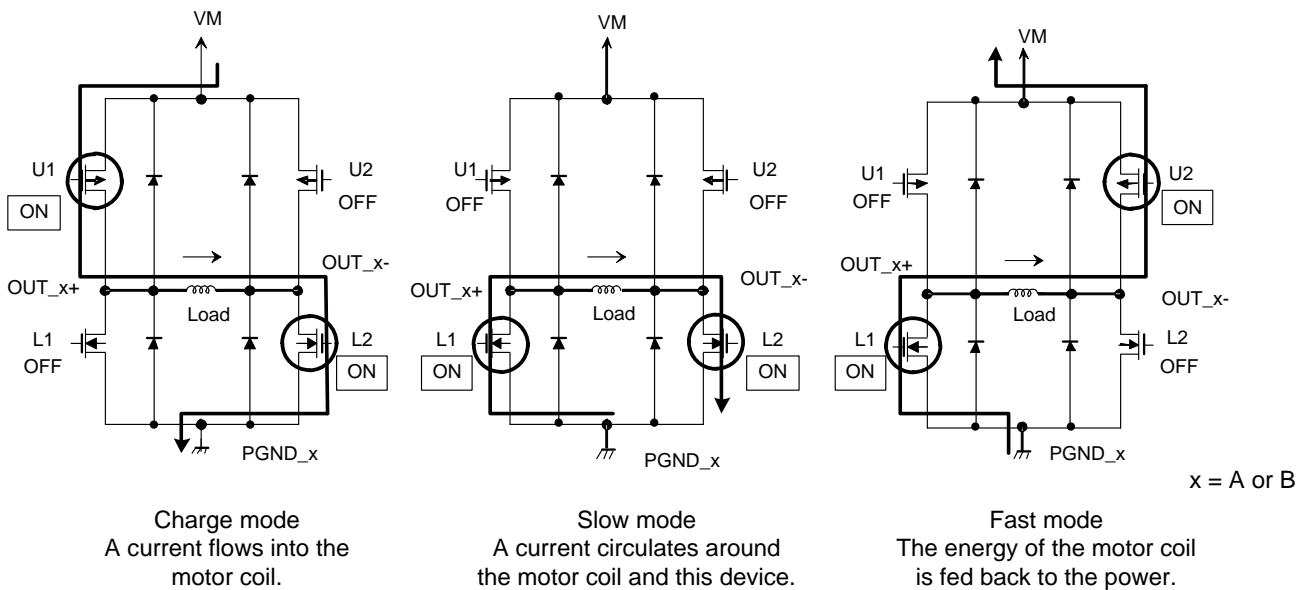 VM
U1
ON
U2
OFF
OUT_x+
OUT_x-
Load
L1
OFF
L2
ON
PGND_x
Charge mode
A current flows into the
motor coil.
VM
U1
OFF
U2
OFF
OUT_x+
OUT_x-
Load
L1
ON
L2
ON
PGND_x
Slow mode
A current circulates around
the motor coil and this device.
VM
U1
OFF
U2
ON
OUT_x+
OUT_x-
Load
L1
ON
L2
OFF
PGND_x
x = A or B
Fast mode
The energy of the motor coil
is fed back to the power.